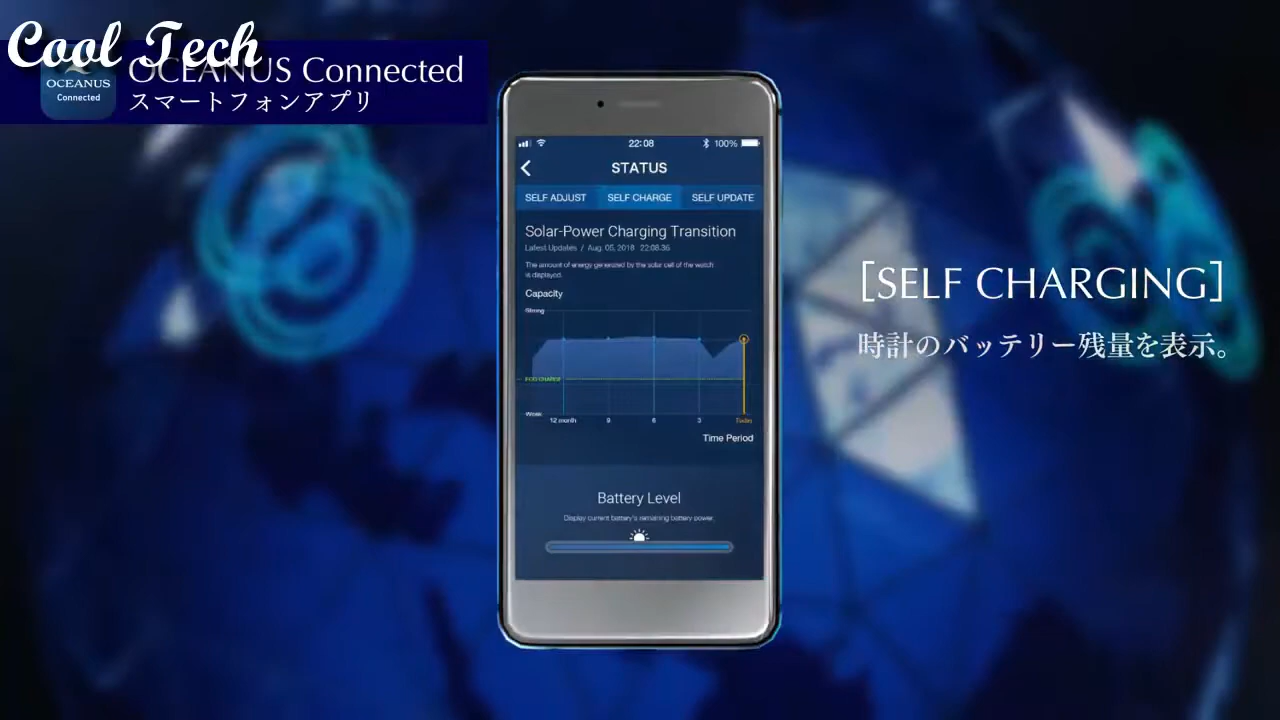 Cool Tech
OCEANUS Connected
スマートフォンアプリ
OCEANUS
Connected
22:08
100%
STATUS
SELF ADJUST SELF CHARGE SELF UPDATE
Solar-Power Charging Transition
Latest Updates / Aug. 05, 2018 22:08:36
The amount of energy generated by the solar cell of the watch
is displayed.
Capacity
Strong
ECO CHARGE
Weak
12 month 9 6 3 Today
Time Period
Battery Level
Display current battery's remaining battery power.
[SELF CHARGING]
時計のバッテリー残量を表示。